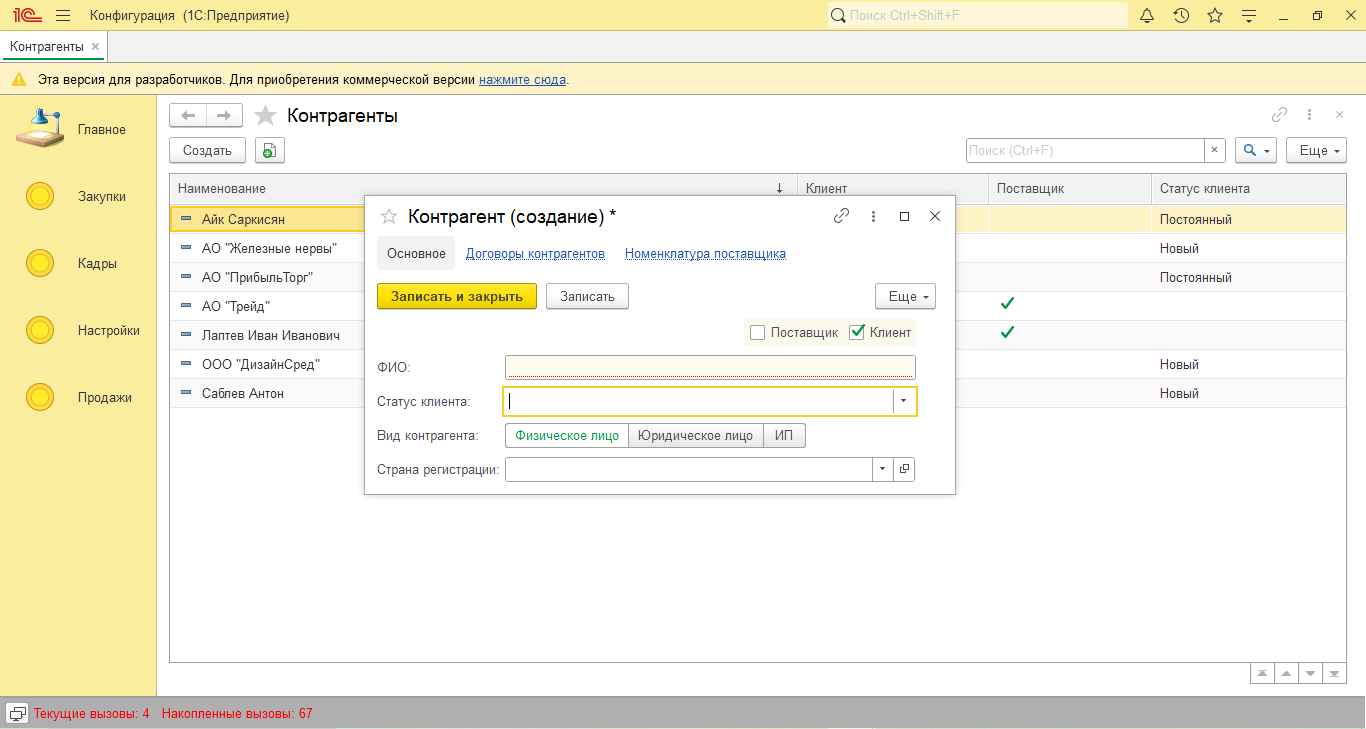 1С Конфигурация (1С:Предприятие) Поиск Ctrl+Shift+F
Контрагенты
Эта версия для разработчиков. Для приобретения коммерческой версии нажмите сюда.
Главное
Закупки
Кадры
Настройки
Продажи
Контрагенты
Создать Поиск (Ctrl+F) Еще
Наименование Клиент Поставщик Статус клиента
Айк Саркисян Постоянный
АО "Железные нервы" Новый
АО "ПрибыльТорг" Постоянный
АО "Трейд"
Лаптев Иван Иванович
ООО "ДизайнСред" Новый
Саблев Антон Новый
Контрагент (создание) *
Основное Договоры контрагентов Номенклатура поставщика
Записать и закрыть Записать Еще
Поставщик Клиент
ФИО:
Статус клиента:
Вид контрагента: Физическое лицо Юридическое лицо ИП
Страна регистрации:
Текущие вызовы: 4 Накопленные вызовы: 67